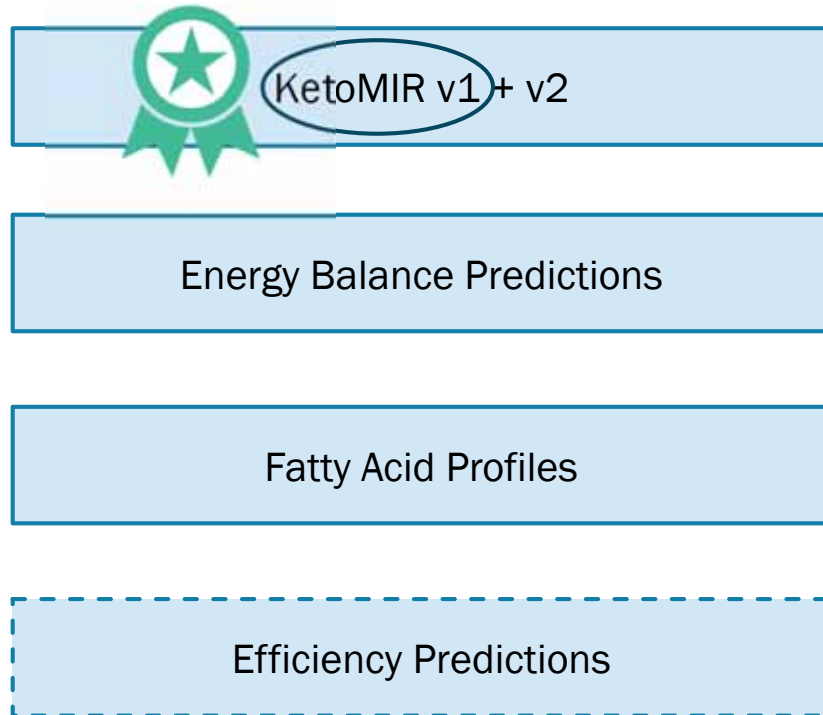 KetoMIR v1 + v2
Energy Balance Predictions
Fatty Acid Profiles
Efficiency Predictions